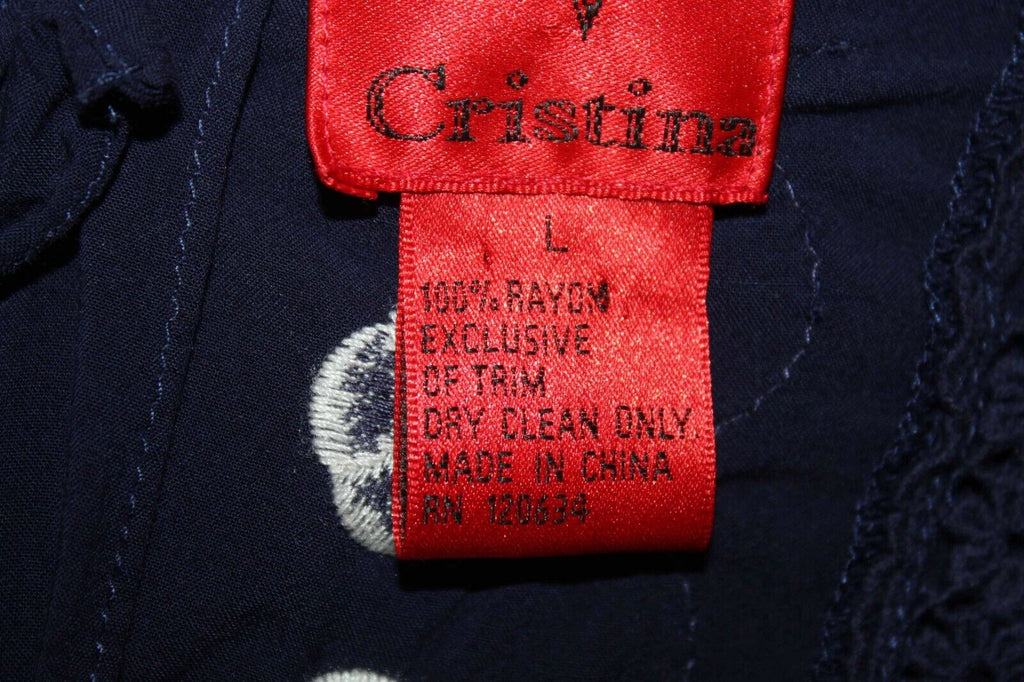 Cristina
L
100% RAYON
EXCLUSIVE
OF TRIM
DRY CLEAN ONLY.
MADE IN CHINA
RN 120634